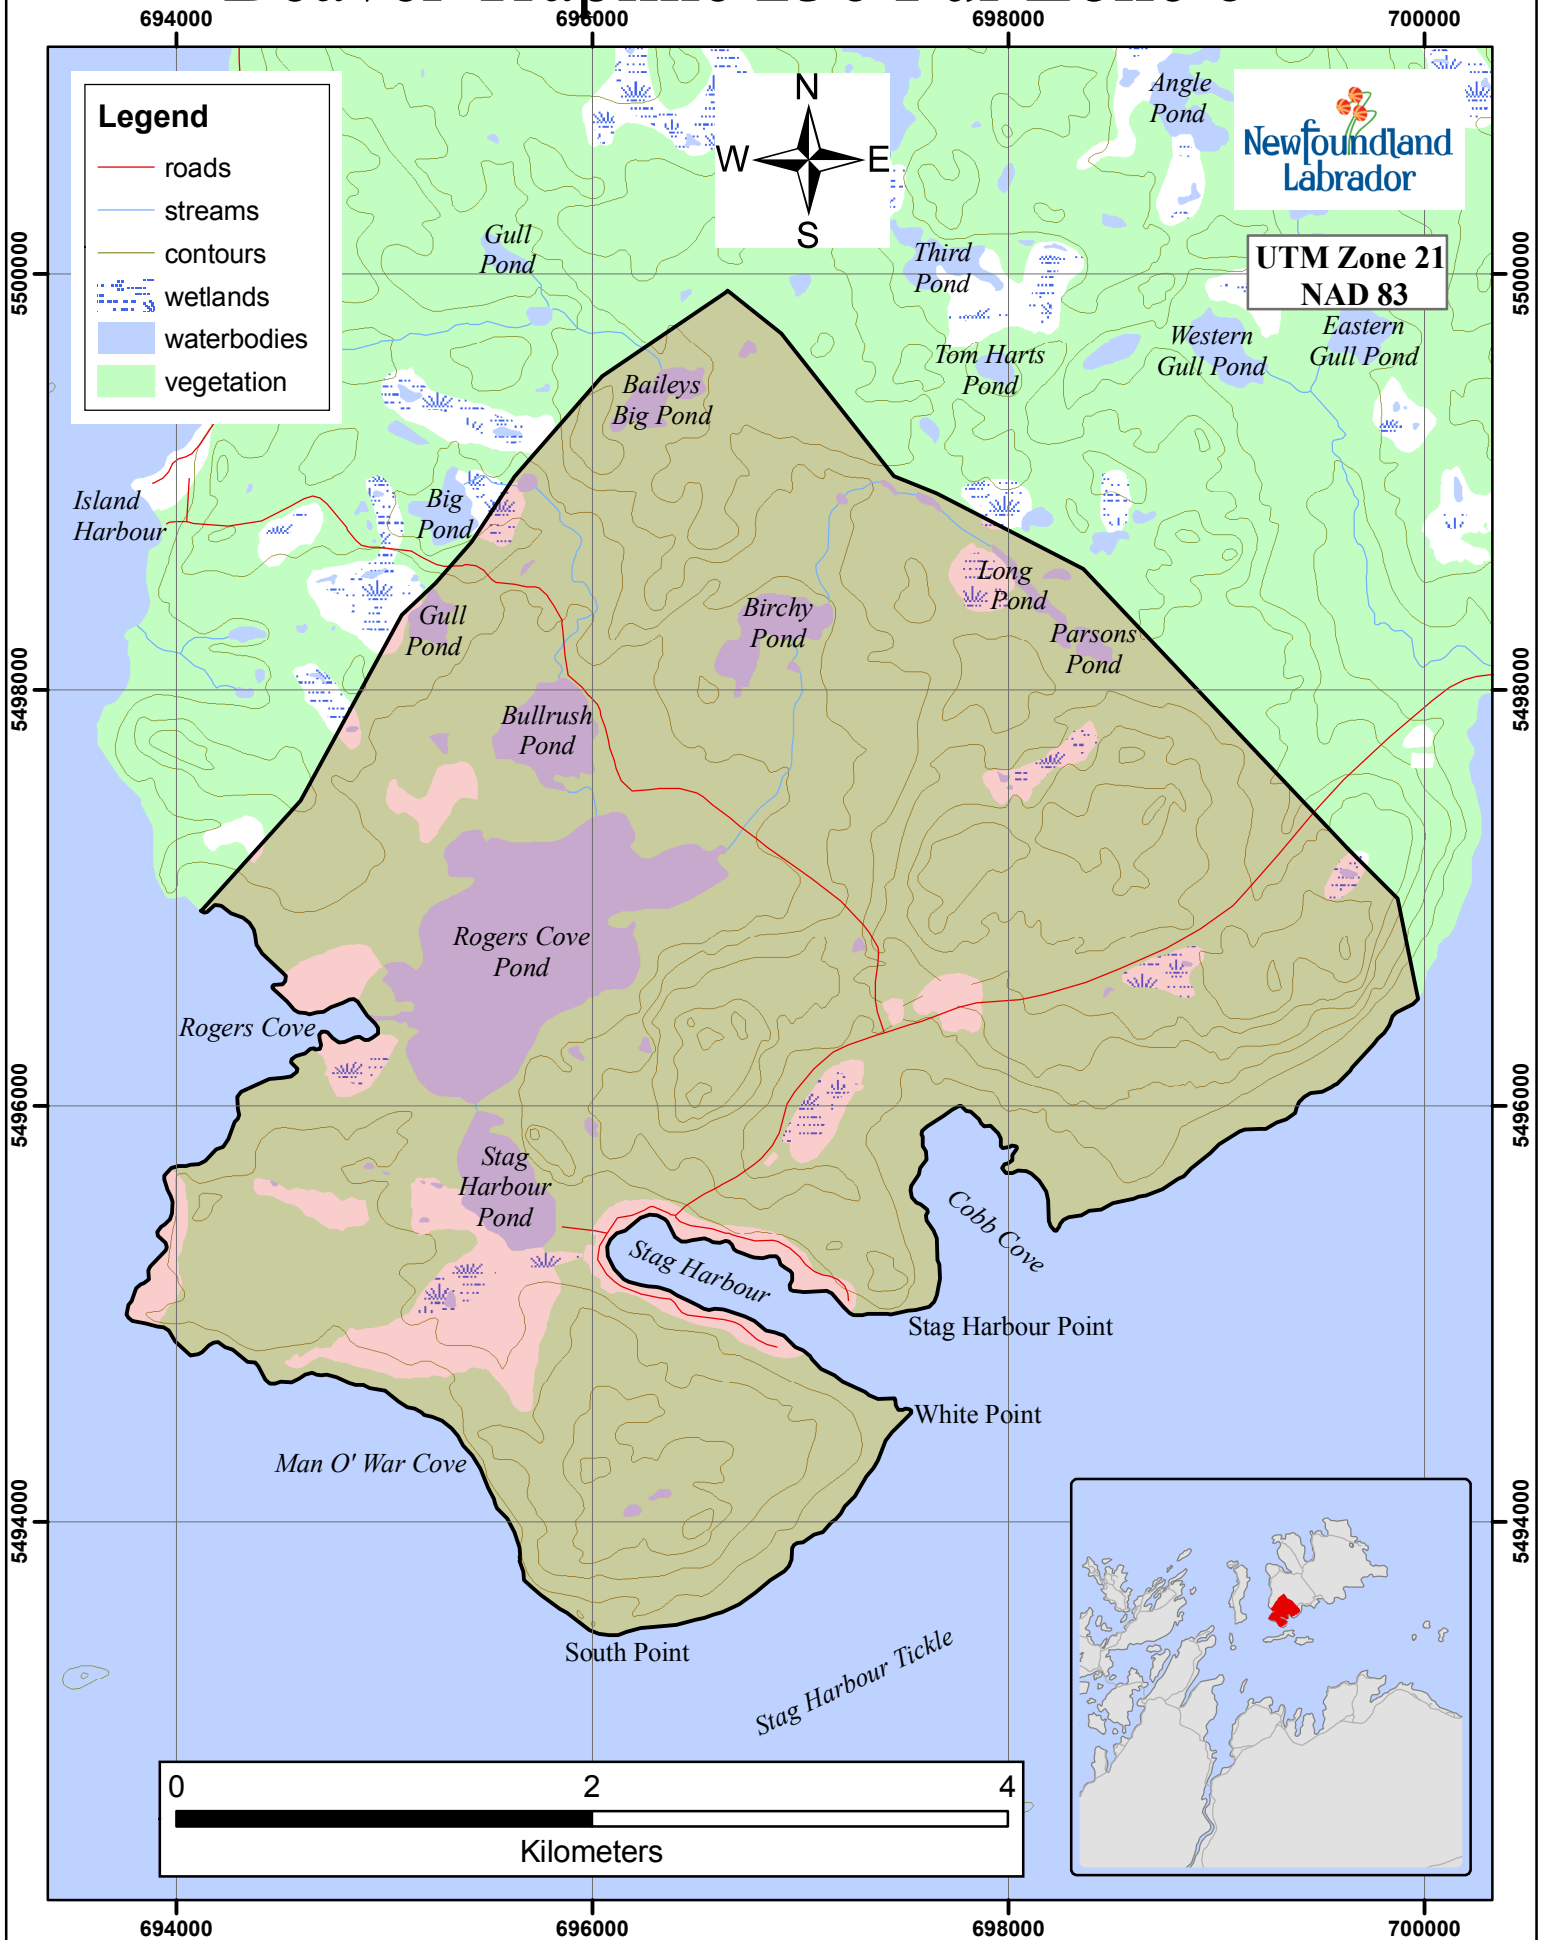 694000
696000
698000
700000
Legend
roads
streams
contours
wetlands
waterbodies
vegetation
N
W E
S
Angle
Pond
Newfoundland
Labrador
UTM Zone 21
NAD 83
Gull
Pond
Third
Pond
Tom Harts
Pond
Western
Gull Pond
Eastern
Gull Pond
5500000
5500000
Baileys
Big Pond
Island
Harbour
Big
Pond
Long
Pond
Gull
Pond
Birchy
Pond
Parsons
Pond
5498000
5498000
Bullrush
Pond
Rogers Cove
Pond
Rogers Cove
5496000
5496000
Stag
Harbour
Pond
Cobb Cove
Stag Harbour
Stag Harbour Point
White Point
Man O' War Cove
5494000
5494000
South Point
Stag Harbour Tickle
0 2 4
Kilometers
694000
696000
698000
700000